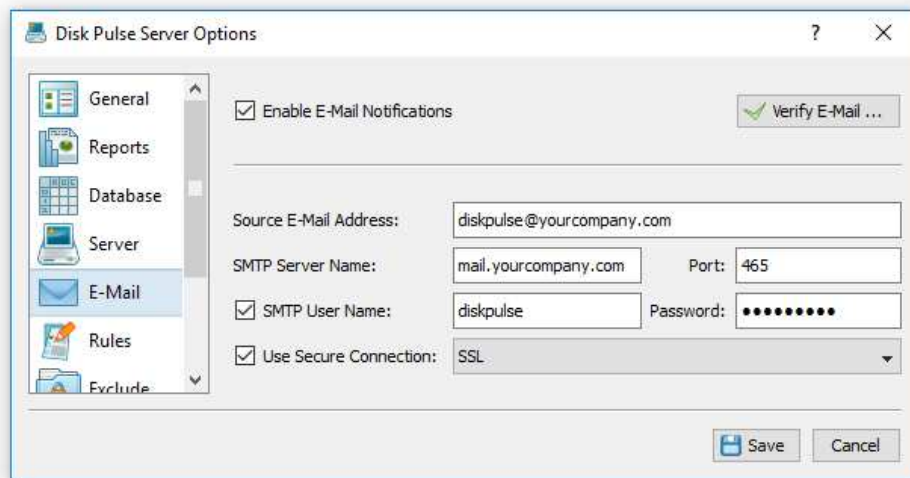 Disk Pulse Server Options
?
General
Reports
Database
Server
E-Mail
Rules
Exclude
Enable E-Mail Notifications
Verify E-Mail ...
Source E-Mail Address: diskpulse@yourcompany.com
SMTP Server Name: mail.yourcompany.com Port: 465
SMTP User Name: diskpulse Password: •••••••••
Use Secure Connection: SSL
Save Cancel